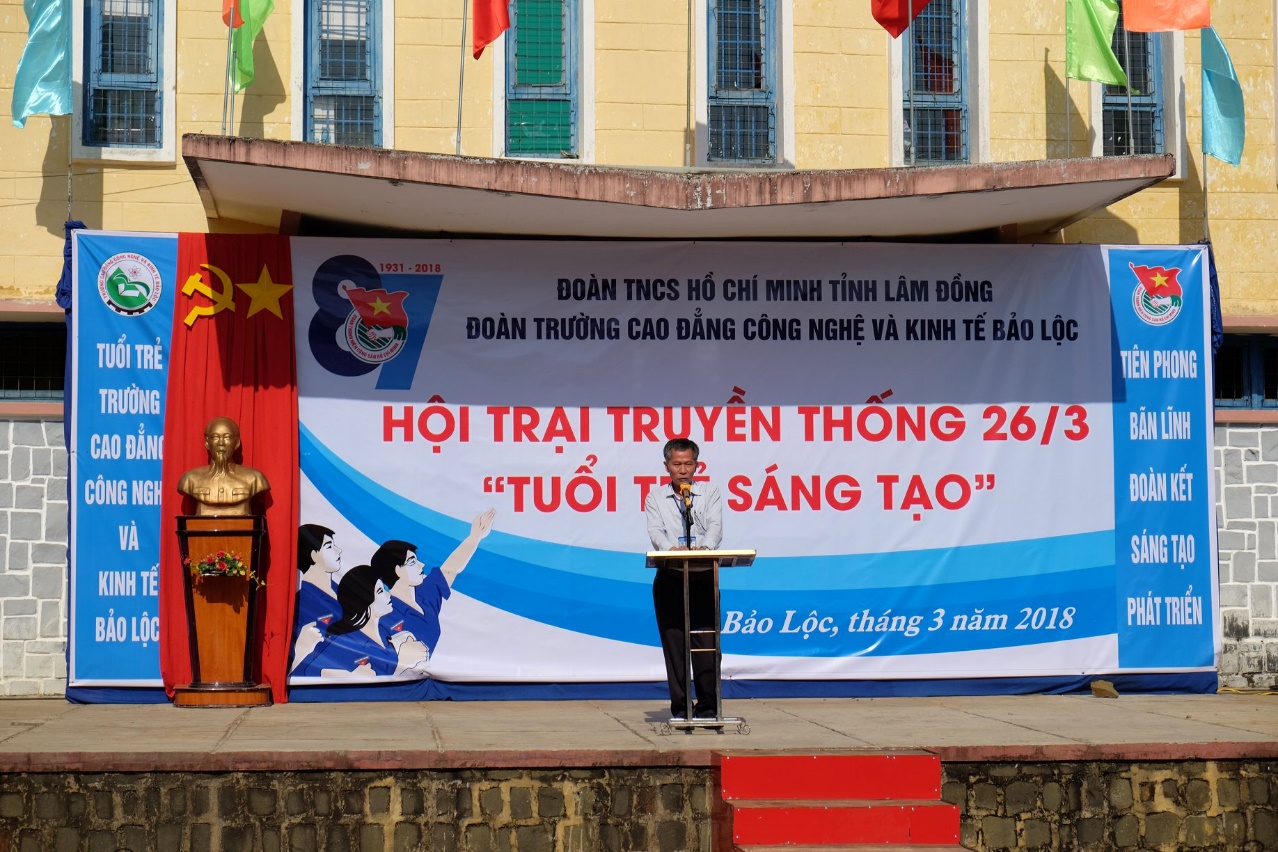 TUỔI TRẺ
TRƯỜNG
CAO ĐẲNG
CÔNG NGH
VÀ
KINH TẾ
BẢO LỘC
87
1931 - 2018
ĐOÀN TNCS HỒ CHÍ MINH TỈNH LÂM ĐỒNG
ĐOÀN TRƯỜNG CAO ĐẲNG CÔNG NGHỆ VÀ KINH TẾ BẢO LỘC
HỘI TRẠI TRUYỀN THỐNG 26/3
“TUỔI TRẺ SÁNG TẠO”
Bảo Lộc, tháng 3 năm 2018
TIÊN PHONG
BÃN LĨNH
ĐOÀN KẾT
SÁNG TẠO
PHÁT TRIỂN